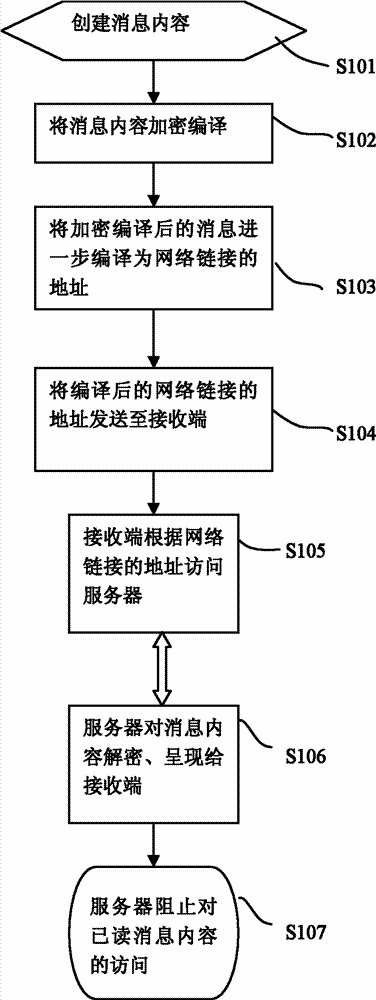 创建消息内容
S101
将消息内容加密编译
S102
将加密编译后的消息进
一步编译为网络链接的
地址
S103
将编译后的网络链接的
地址发送至接收端
S104
接收端根据网络
链接的地址访问
服务器
S105
服务器对消息内
容解密、呈现给
接收端
S106
服务器阻止对
已读消息内容
的访问
S107